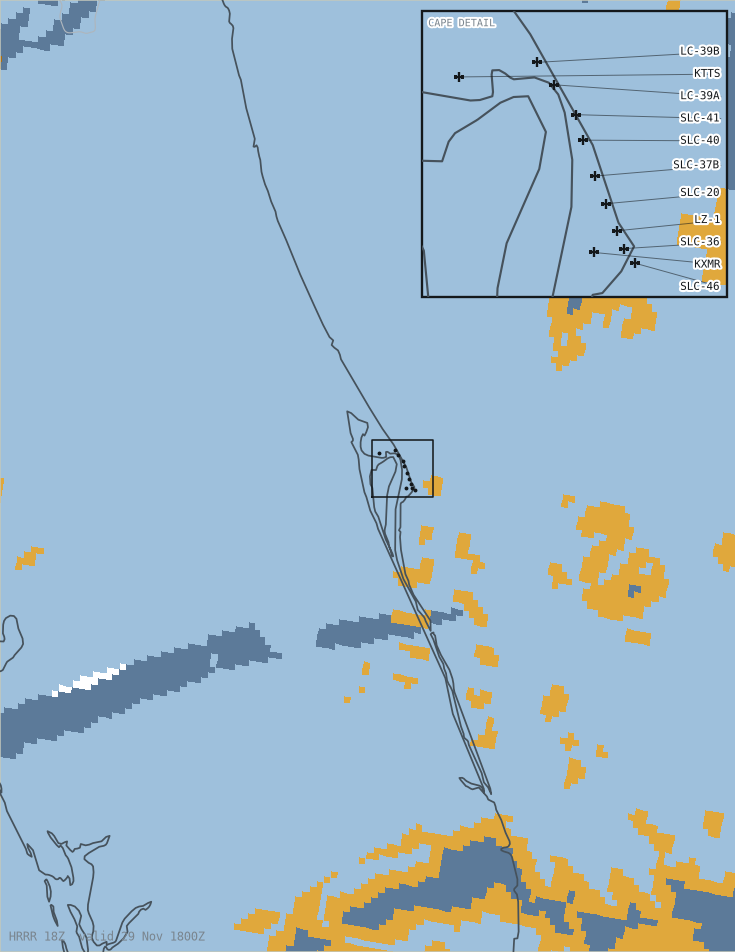 CAPE DETAIL
LC-39B
KTTS
LC-39A
SLC-41
SLC-40
SLC-37B
SLC-20
LZ-1
SLC-36
KXMR
SLC-46
HRRR 18Z valid 29 Nov 1800Z